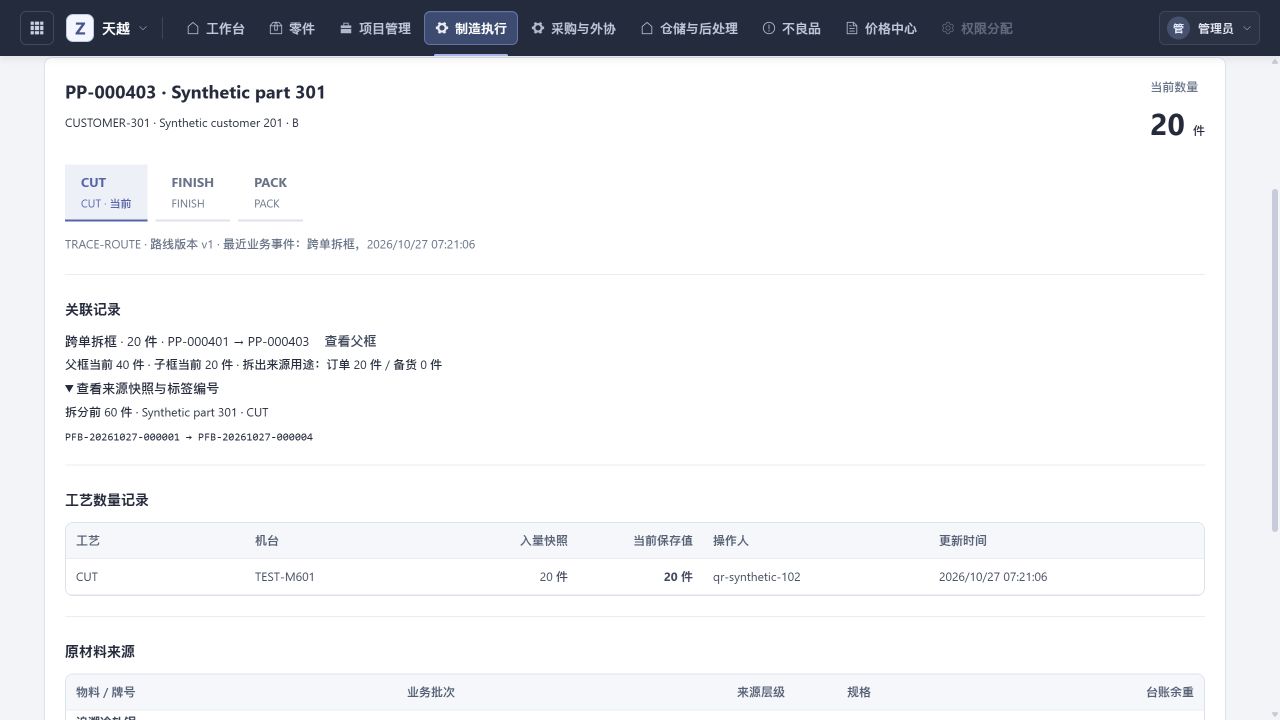 Z 天越 工作台 零件 项目管理 制造执行 采购与外协 仓储与后处理 不良品 价格中心 权限分配 管 管理员
PP-000403 · Synthetic part 301
当前数量
CUSTOMER-301 · Synthetic customer 201 · B
20 件
CUT FINISH PACK
CUT · 当前 FINISH PACK
TRACE-ROUTE · 路线版本 v1 · 最近业务事件：跨单拆框，2026/10/27 07:21:06
关联记录
跨单拆框 · 20 件 · PP-000401 → PP-000403 查看父框
父框当前 40 件 · 子框当前 20 件 · 拆出来源用途：订单 20 件 / 备货 0 件
▼查看来源快照与标签编号
拆分前 60 件 · Synthetic part 301 · CUT
PFB-20261027-000001 → PFB-20261027-000004
工艺数量记录
工艺 机台 入量快照 当前保存值 操作人 更新时间
CUT TEST-M601 20 件 20 件 qr-synthetic-102 2026/10/27 07:21:06
原材料来源
物料 / 牌号 业务批次 来源层级 规格 台账余重